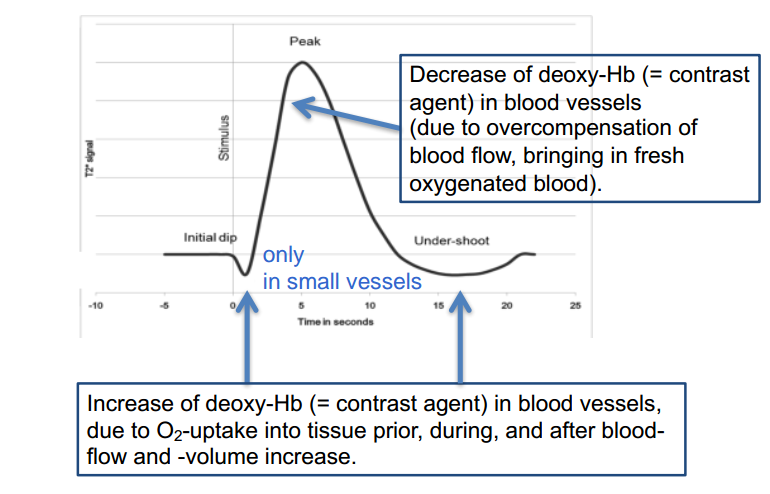 Peak
Decrease of deoxy-Hb (= contrast
agent) in blood vessels
(due to overcompensation of
blood flow, bringing in fresh
oxygenated blood).
Stimulus
T2* signal
Initial dip
only
in small vessels
Under-shoot
-10 -5 0 5 10 15 20 25
Time in seconds
Increase of deoxy-Hb (= contrast agent) in blood vessels,
due to O₂-uptake into tissue prior, during, and after blood-
flow and -volume increase.